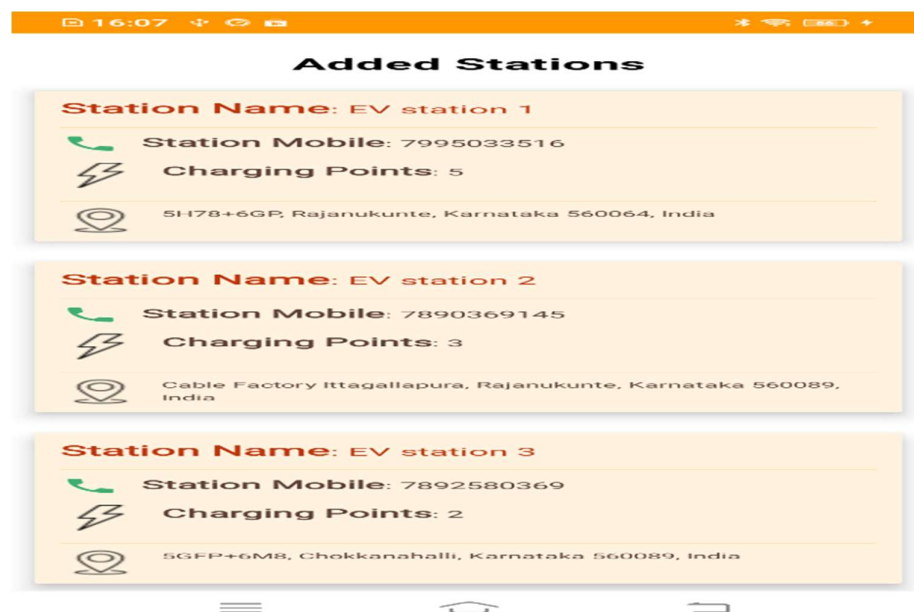 16:07
Added Stations
Station Name: EV station 1
Station Mobile: 7995033516
Charging Points: 5
5H78+6GP, Rajanukunte, Karnataka 560064, India
Station Name: EV station 2
Station Mobile: 7890369145
Charging Points: 3
Cable Factory Ittagallapura, Rajanukunte, Karnataka 560089,
India
Station Name: EV station 3
Station Mobile: 7892580369
Charging Points: 2
5GFP+6M8, Chokkanahalli, Karnataka 560089, India